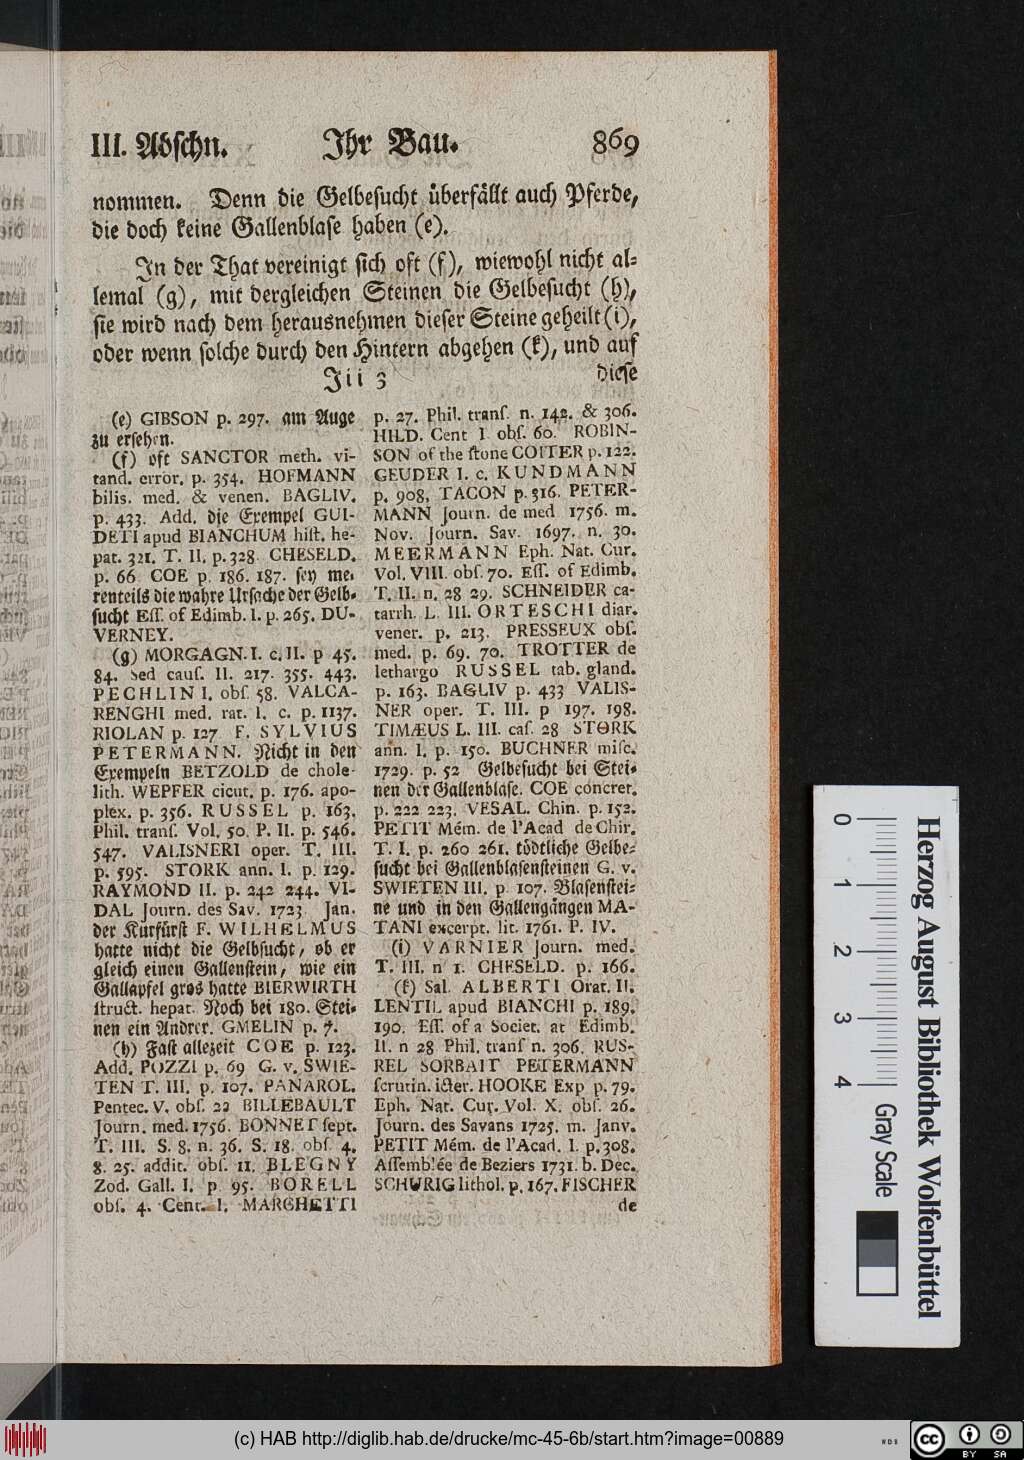 III. Abschn. Ihr Bau. 869
nommen. Denn die Gelbesucht überfällt auch Pferde,
die doch keine Gallenblase haben (e).
In der That vereinigt sich oft (f), wiewohl nicht al-
lemal (g), mit dergleichen Steinen die Gelbesucht (h),
sie wird nach dem herausnehmen dieser Steine geheilt (i),
oder wenn solche durch den Hintern abgehen (k), und auf
Jii 3 diese
(e) GIBSON p. 297. am Auge
zu ersehen.
(f) oft SANCTOR meth. vi-
tand. error. p. 354. HOFMANN
bilis. med. & venen. BAGLIV.
p. 433. Add. die Exempel GUI-
DETI apud BIANCHUM hist. he-
pat. 321. T. II. p. 328. CHESELD.
p. 66. COE p. 186. 187. sey me-
renteils die wahre Ursache der Gelb-
sucht Ess. of Edimb. I. p. 265. DU-
VERNEY.
(g) MORGAGN. I. c. II. p 45.
84. Sed caus. II. 217. 355. 443.
PECHLIN I. obs. 58. VALCA-
RENGHI med. rat. l. c. p. 1137.
RIOLAN p. 127 F. SYLVIUS
PETERMANN. Nicht in den
Exempeln BETZOLD de chole-
lith. WEPFER cicut. p. 176. apo-
plex. p. 356. RUSSEL p. 163.
Phil. trans. Vol. 50. P. II. p. 546.
547. VALISNERI oper. T. III.
p. 595. STORK ann. I. p. 129.
RAYMOND II. p. 242 244. VI-
DAL Journ. des Sav. 1723 Jan.
der Kurfürst F. WILHELMUS
hatte nicht die Gelbsucht, ob er
gleich einen Gallenstein, wie ein
Gallapfel gros hatte BIERWIRTH
struct. hepat. Noch bei 180. Stei-
nen ein Andrer. GMELIN p. 7.
(h) Fast allezeit COE p. 123.
Add. POZZI p. 69 G. v. SWIE-
TEN T. III. p. 107. PANAROL.
Pentec. V. obs. 22 BILLEBAULT
Journ. med. 1756. BONNET sept.
T. III. S. 8. n. 36. S. 18. obs 4.
8. 25. addit. obs. 11. BLEGNY
Zod. Gall. I. p 95. BORELL
obs. 4. Cent. I. MARGHETTI
p. 27. Phil. trans. n. 142. & 306.
HILD. Cent I obs. 60. ROBIN-
SON of the stone COITER p. 122.
GEUDER I. c. KUNDMANN
p. 908, TACON p. 316. PETER-
MANN Journ. de med 1756. m.
Nov. Journ. Sav. 1697. n. 30.
MEERMANN Eph. Nat. Cur.
Vol. VIII. obs. 70. Ess. of Edimb.
T. II. n. 28 29. SCHNEIDER ca-
tarrh. L. III. ORTESCHI diar.
vener. p. 213. PRESSEUX obs.
med. p. 69. 70. TROTTER de
lethargo RUSSEL tab. gland.
p. 163. BAGLIV p. 433 VALIS-
NER oper. T. III. p 197. 198.
TIMÆUS L. III. cas. 28 STØRK
ann. I. p. 150. BUCHNER misc.
1729. p. 52 Gelbesucht bei Stei-
nen der Gallenblase. COE concrer.
p. 222 223. VESAL. Chin. p. 152.
PETIT Mém. de l'Acad de Chir.
T. I. p. 260 261. tödtliche Gelbe-
sucht bei Gallenblasensteinen G. v.
SWIETEN III. p. 107. Blasenstei-
ne und in den Gallengängen MA-
TANI excerpt. lit. 1761. P. IV.
(i) VARNIER Journ. med.
T. III. n 1. CHESELD. p. 166.
(k) Sal. ALBERTI Orat. II.
LENTIL apud BIANCHI p. 189.
190. Ess. of a Societ. at Edimb.
II. n 28 Phil. trans n. 306. RUS-
REL SORBAIT PETERMANN
scrutin. icter. HOOKE Exp p. 79.
Eph. Nat. Cur. Vol. X. obs. 26.
Journ. des Savans 1725. m. Janv.
PETIT Mém. de l'Acad. I. p. 308.
Assemblée de Beziers 1731. b. Dec.
SCHURIG lithol. p. 167. FISCHER
de
0 1 2 3 4 Gray Scale
Herzog August Bibliothek Wolfenbüttel
(c) HAB http://diglib.hab.de/drucke/mc-45-6b/start.htm?image=00889
cc BY SA